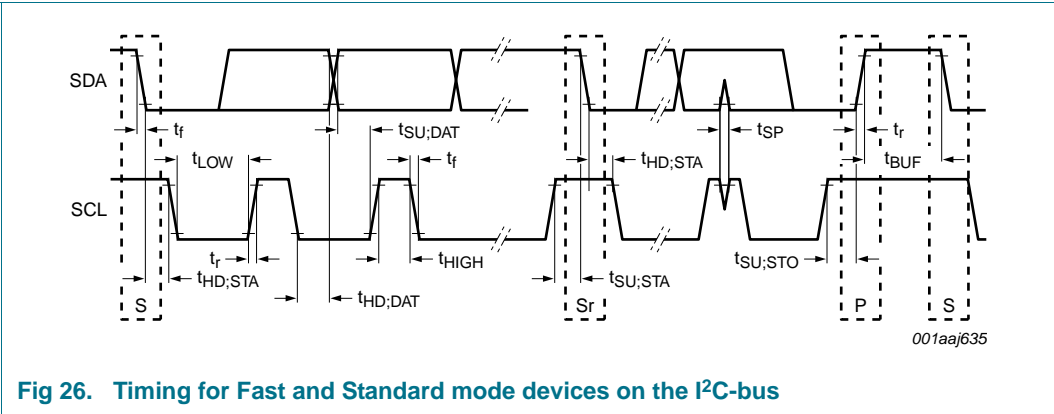 SDA
t_f
t_SU;DAT
t_SP
t_r
t_LOW
t_f
t_HD;STA
t_BUF
SCL
t_r
t_HIGH
t_SU;STO
t_HD;STA
t_SU;STA
t_HD;DAT
S
Sr
P
S
001aaj635
Fig 26. Timing for Fast and Standard mode devices on the I²C-bus